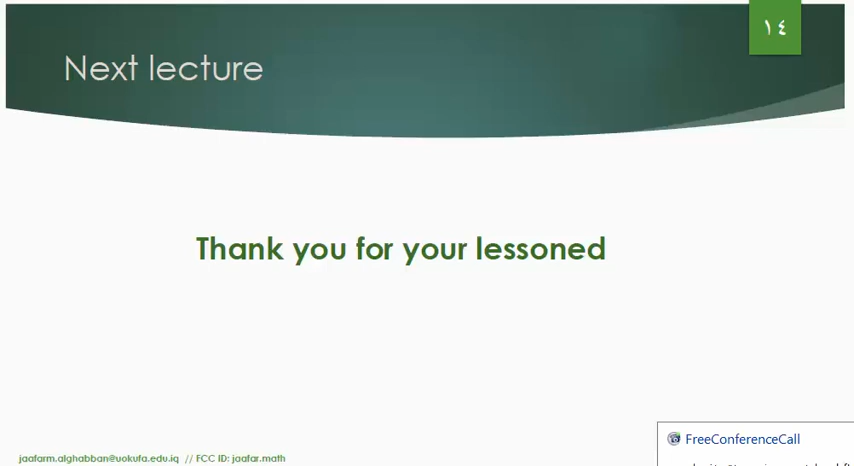 ١٤
Next lecture
Thank you for your lessoned
jaafarm.alghabban@uokufa.edu.iq // FCC ID: jaafar.math
FreeConferenceCall